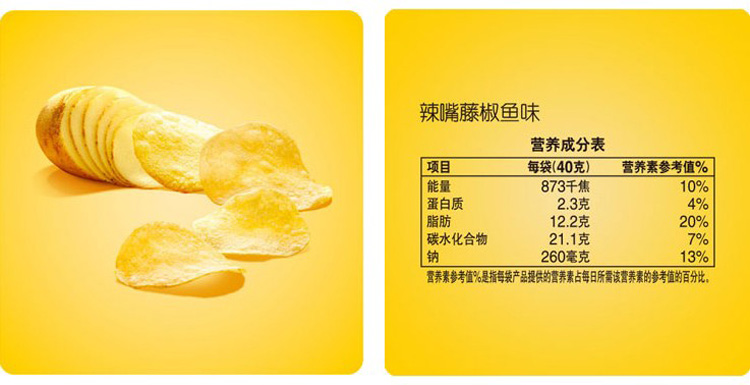 辣嘴藤椒鱼味
营养成分表
项目 每袋(40克) 营养素参考值%
能量 873千焦 10%
蛋白质 2.3克 4%
脂肪 12.2克 20%
碳水化合物 21.1克 7%
钠 260毫克 13%
营养素参考值%是指每袋产品提供的营养素占每日所需该营养素的参考值的百分比。